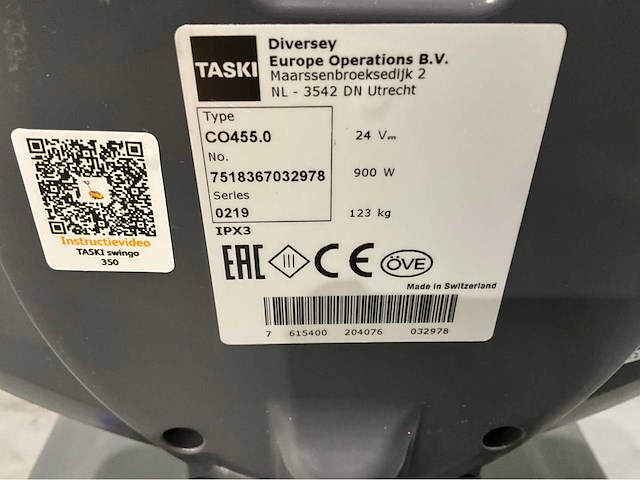 TASKI
Diversey
Europe Operations B.V.
Maarssenbroeksedijk 2
NL - 3542 DN Utrecht
Type
CO455.0
24 V
No.
7518367032978
900 W
Series
0219
123 kg
IPX3
EAC III CE ÖVE
Made in Switzerland
7 615400 204076 032978
Instructievideo
TASKI swingo
350